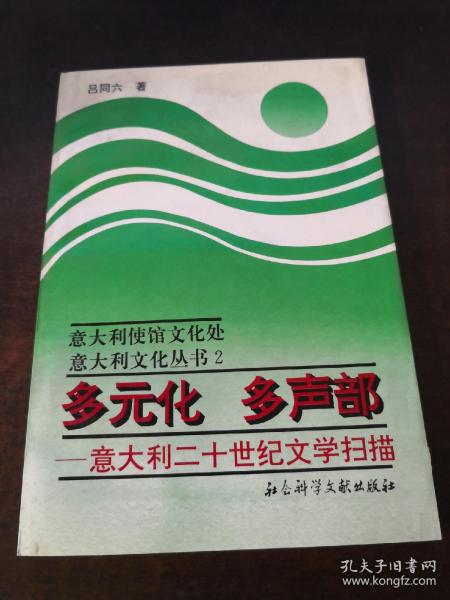 吕同六 著
意大利使馆文化处
意大利文化丛书2
多元化 多声部
——意大利二十世纪文学扫描
社会科学文献出版社
孔夫子旧书网
www.kongfz.com